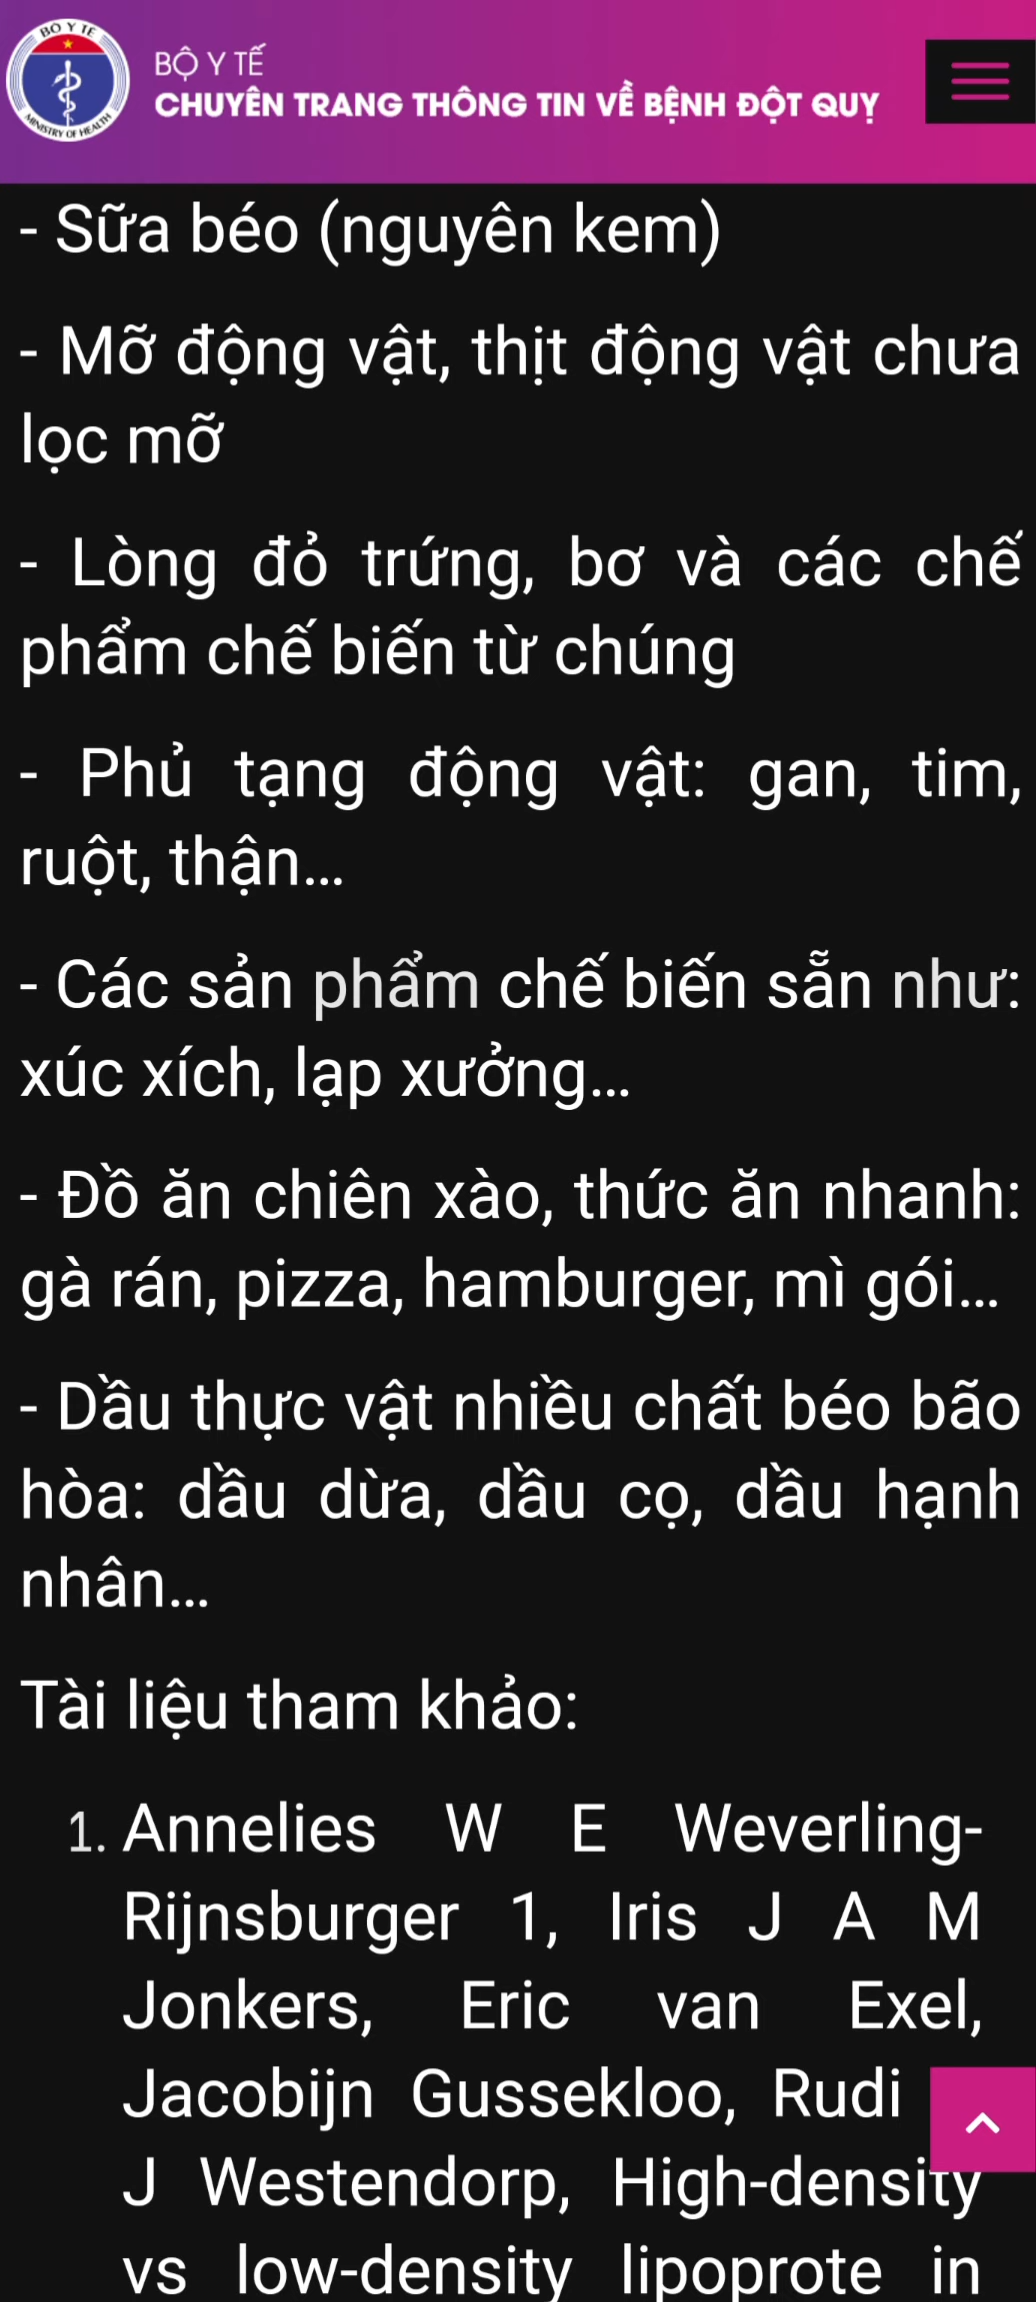 BỘ Y TẾ
MINISTRY OF HEALTH
BỘ Y TẾ
CHUYÊN TRANG THÔNG TIN VỀ BỆNH ĐỘT QUỴ
- Sữa béo (nguyên kem)
- Mỡ động vật, thịt động vật chưa
lọc mỡ
- Lòng đỏ trứng, bơ và các chế
phẩm chế biến từ chúng
- Phủ tạng động vật: gan, tim,
ruột, thận...
- Các sản phẩm chế biến sẵn như:
xúc xích, lạp xưởng...
- Đồ ăn chiên xào, thức ăn nhanh:
gà rán, pizza, hamburger, mì gói...
- Dầu thực vật nhiều chất béo bão
hòa: dầu dừa, dầu cọ, dầu hạnh
nhân...
Tài liệu tham khảo:
1. Annelies W E Weverling-
Rijnsburger 1, Iris J A M
Jonkers, Eric van Exel,
Jacobijn Gussekloo, Rudi
J Westendorp, High-density
vs low-density lipoprote in